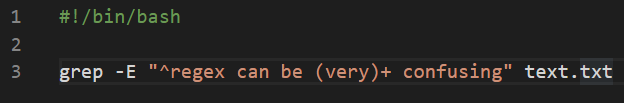 1 #!/bin/bash
2
3 grep -E "^regex can be (very)+ confusing" text.txt